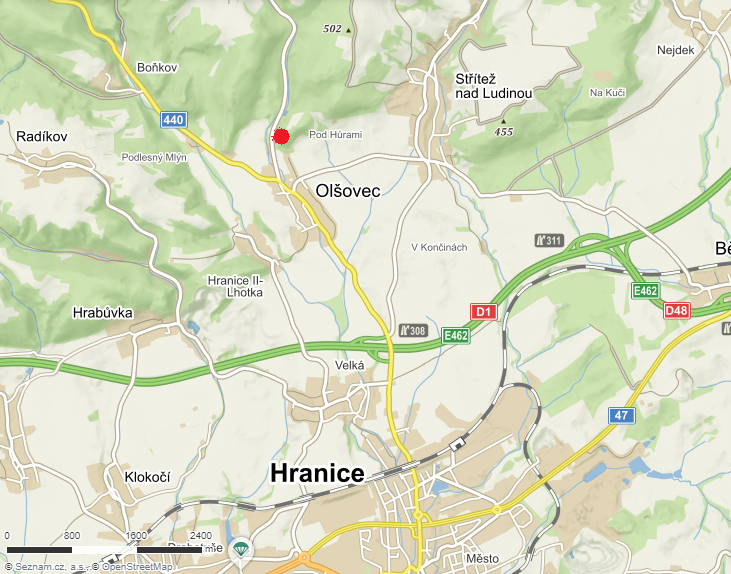 502
Nejdek
Boňkov
Střítež
nad Ludinou
Na Kuči
440
455
Radíkov
Pod Húrami
Podlesný Mlýn
Olšovec
V Končinách
311
Hranice II-
Lhotka
E462
Hrabůvka
D1
D48
308
E462
Velká
47
Hranice
Klokočí
0 800 1600 2400 m
Město
© Seznam.cz, a.s., © OpenStreetMap